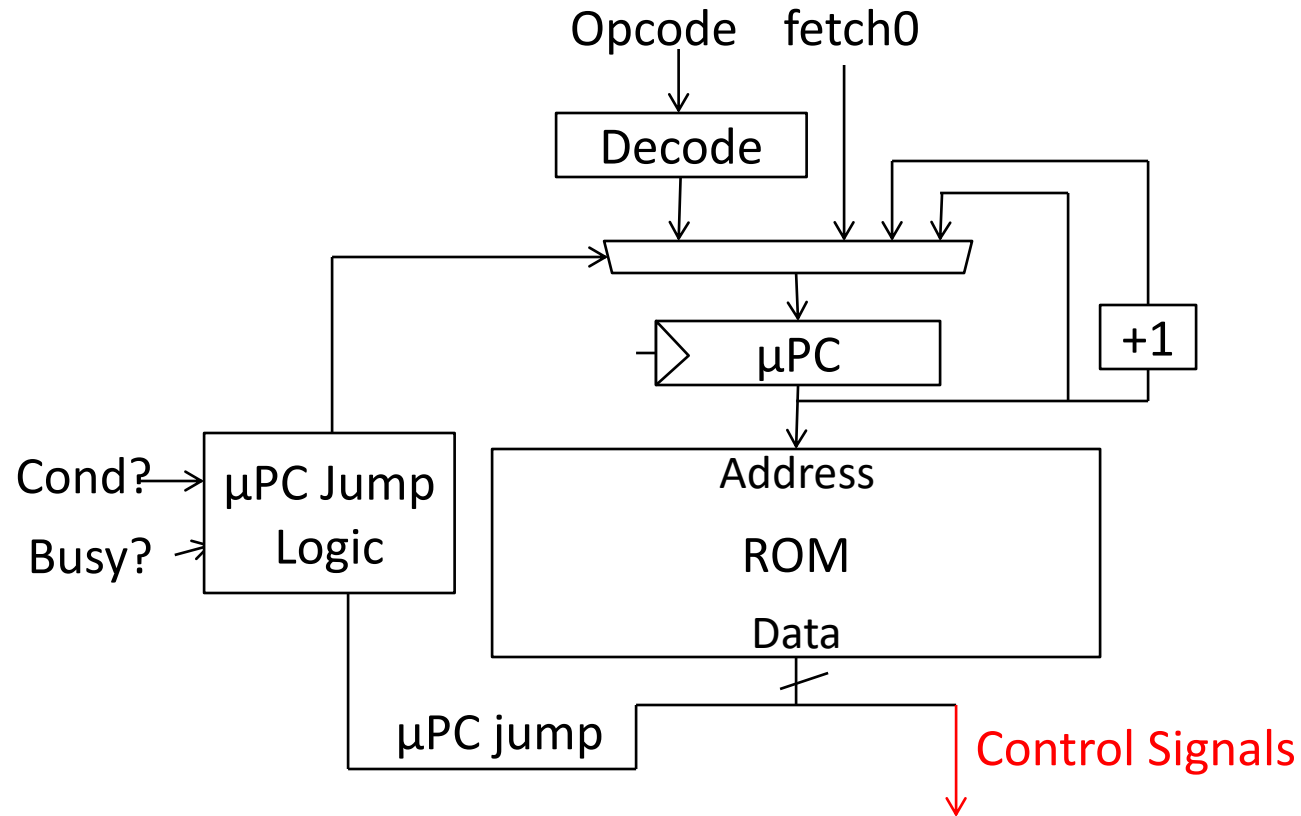 Opcode fetch0
Decode
+1
μPC
Cond?
Busy?
μPC Jump
Logic
Address
ROM
Data
μPC jump
Control Signals